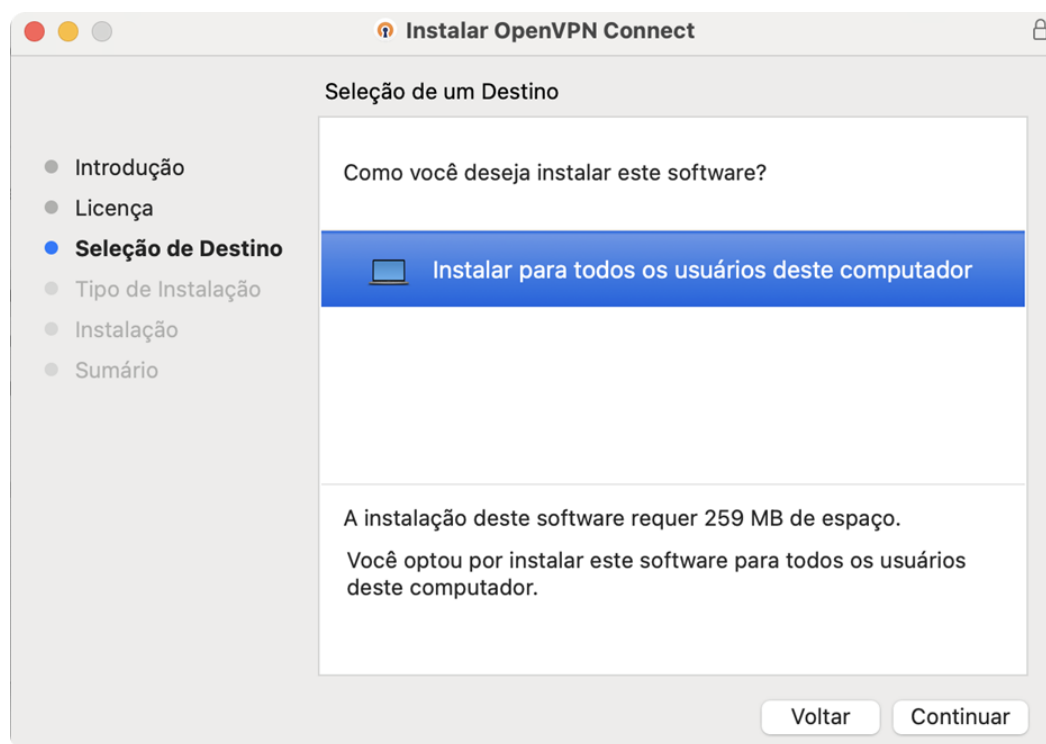 Instalar OpenVPN Connect
Seleção de um Destino
Introdução
Licença
Seleção de Destino
Tipo de Instalação
Instalação
Sumário
Como você deseja instalar este software?
Instalar para todos os usuários deste computador
A instalação deste software requer 259 MB de espaço.
Você optou por instalar este software para todos os usuários
deste computador.
Voltar
Continuar